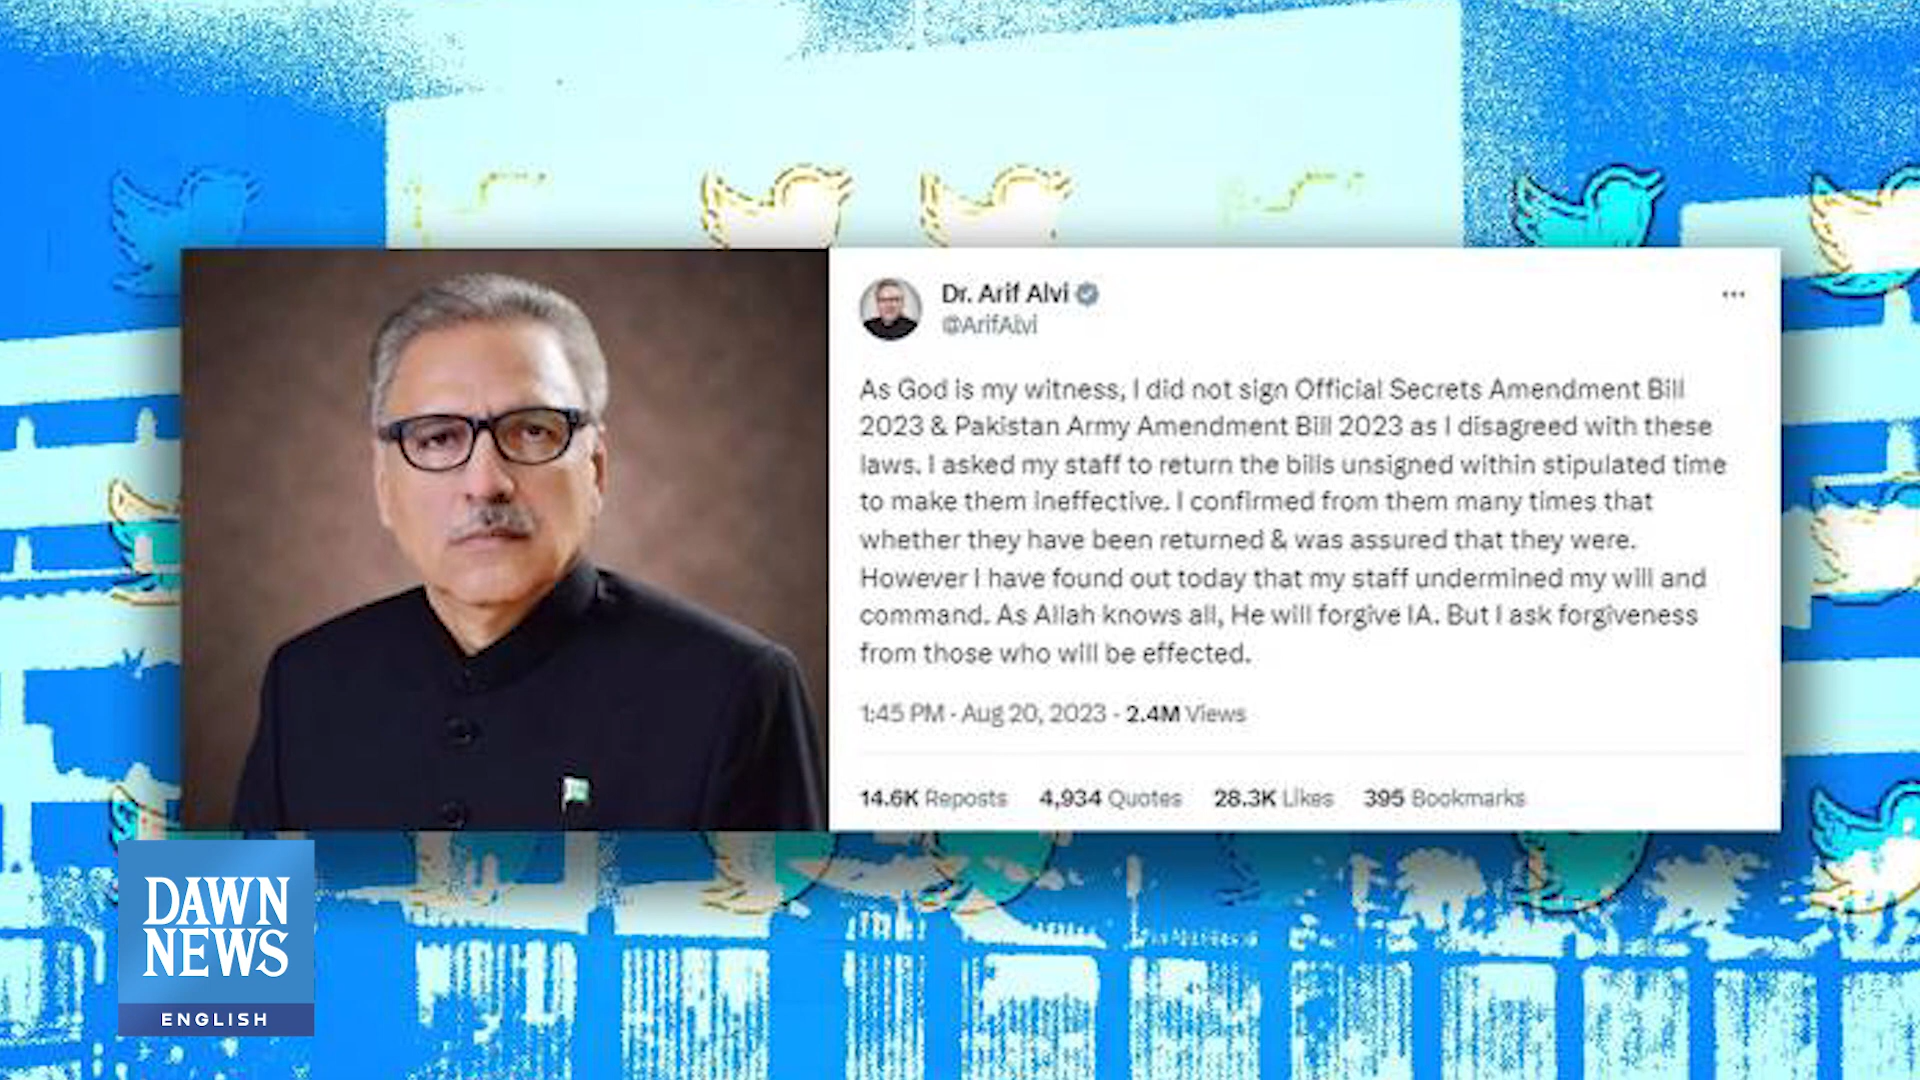 Dr. Arif Alvi
@ArifAlvi
As God is my witness, I did not sign Official Secrets Amendment Bill
2023 & Pakistan Army Amendment Bill 2023 as I disagreed with these
laws. I asked my staff to return the bills unsigned within stipulated time
to make them ineffective. I confirmed from them many times that
whether they have been returned & was assured that they were.
However I have found out today that my staff undermined my will and
command. As Allah knows all, He will forgive IA. But I ask forgiveness
from those who will be effected.
1:45 PM · Aug 20, 2023 · 2.4M Views
14.6K Reposts 4,934 Quotes 28.3K Likes 395 Bookmarks
DAWN
NEWS
ENGLISH